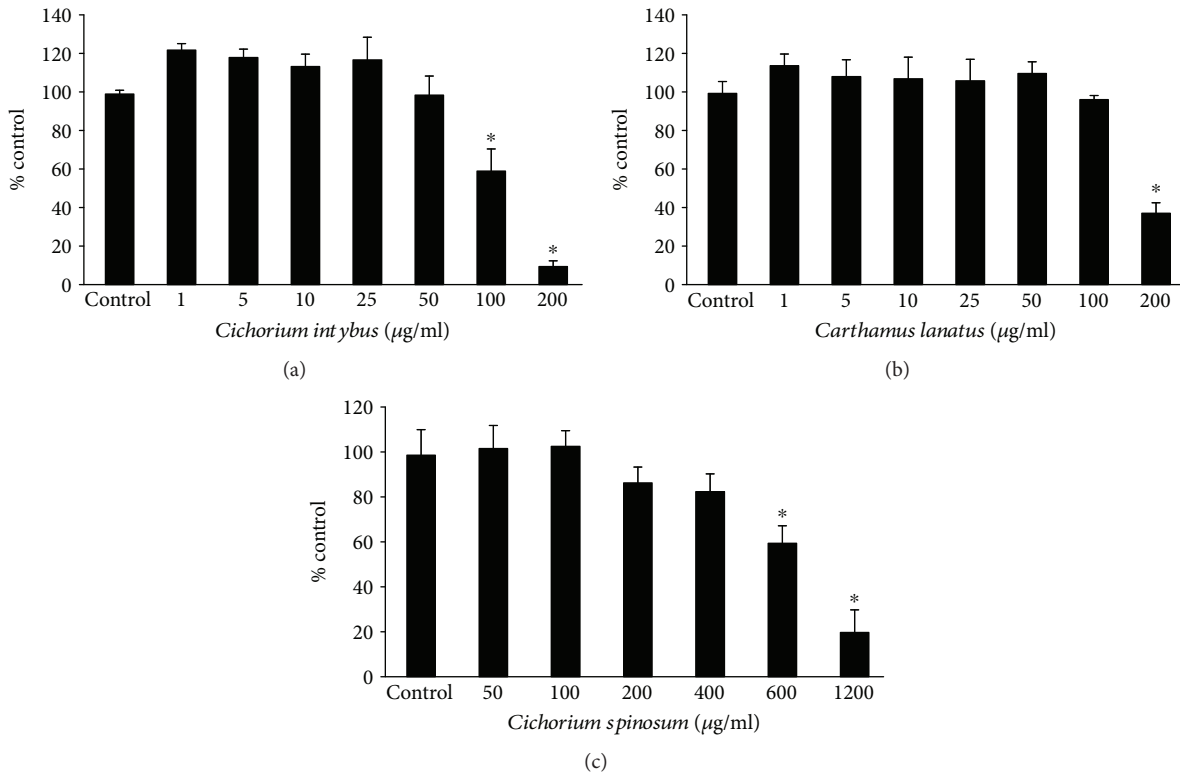 140
120
100
80
60
40
20
0
% control
* *
Control 1 5 10 25 50 100 200
Cichorium int ybus (µg/ml)
(a)
140
120
100
80
60
40
20
0
% control
*
Control 1 5 10 25 50 100 200
Carthamus lanatus (µg/ml)
(b)
120
100
80
60
40
20
0
% control
* *
Control 50 100 200 400 600 1200
Cichorium spinosum (µg/ml)
(c)